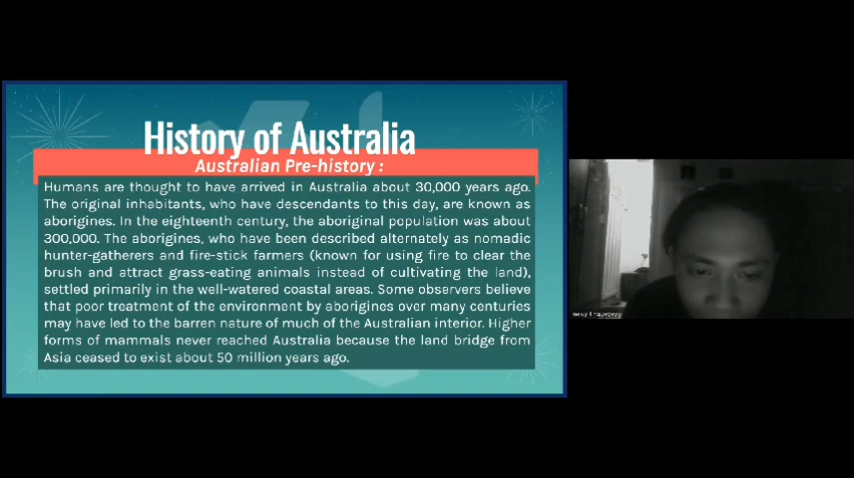 History of Australia
Australian Pre-history :
Humans are thought to have arrived in Australia about 30,000 years ago.
The original inhabitants, who have descendants to this day, are known as
aborigines. In the eighteenth century, the aboriginal population was about
300,000. The aborigines, who have been described alternately as nomadic
hunter-gatherers and fire-stick farmers (known for using fire to clear the
brush and attract grass-eating animals instead of cultivating the land),
settled primarily in the well-watered coastal areas. Some observers believe
that poor treatment of the environment by aborigines over many centuries
may have led to the barren nature of much of the Australian interior. Higher
forms of mammals never reached Australia because the land bridge from
Asia ceased to exist about 50 million years ago.